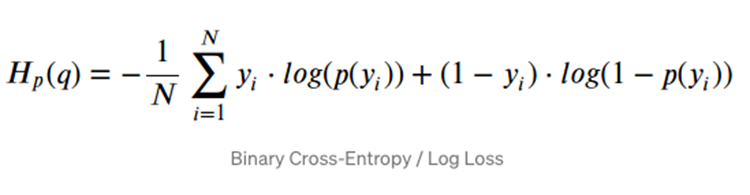 H_p(q) = -\frac{1}{N} \sum_{i=1}^{N} y_i \cdot log(p(y_i)) + (1 - y_i) \cdot log(1 - p(y_i))
Binary Cross-Entropy / Log Loss